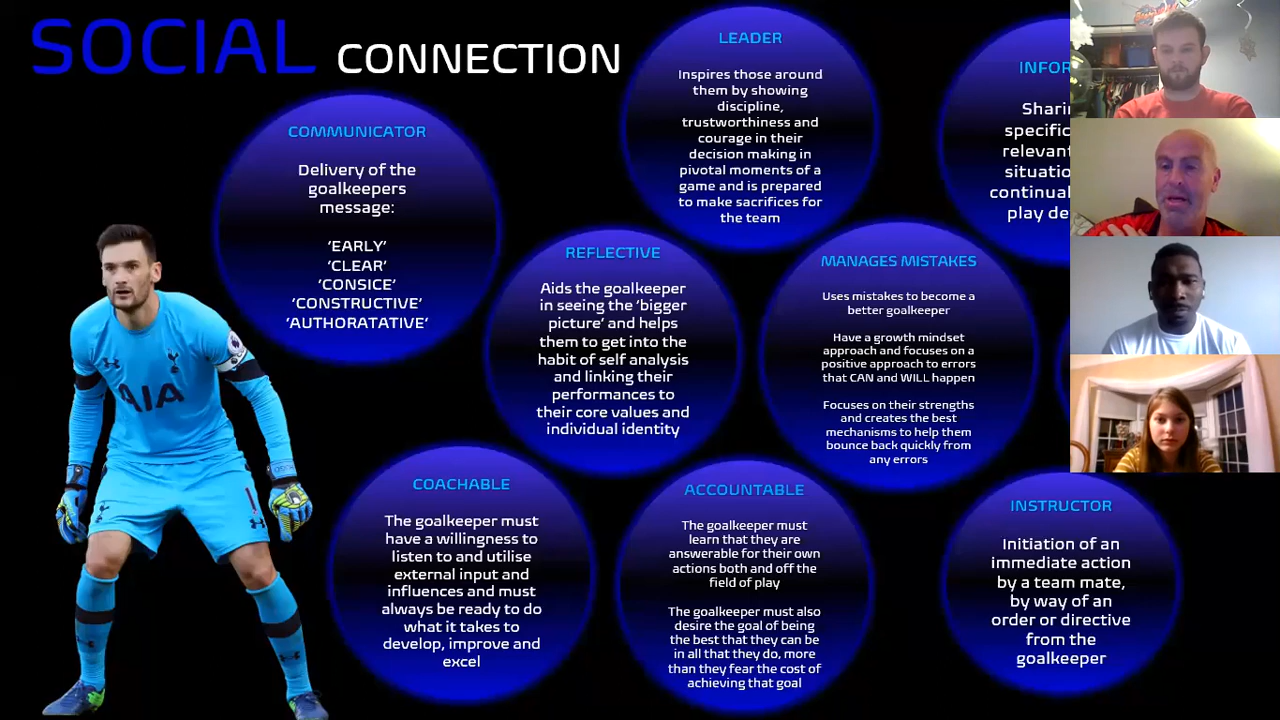 SOCIAL CONNECTION
COMMUNICATOR
Delivery of the
goalkeepers
message:
‘EARLY’
‘CLEAR’
‘CONSICE’
‘CONSTRUCTIVE’
‘AUTHORATATIVE’
LEADER
Inspires those around
them by showing
discipline,
trustworthiness and
courage in their
decision making in
pivotal moments of a
game and is prepared
to make sacrifices for
the team
REFLECTIVE
Aids the goalkeeper
in seeing the ‘bigger
picture’ and helps
them to get into the
habit of self analysis
and linking their
performances to
their core values and
individual identity
MANAGES MISTAKES
Uses mistakes to become a
better goalkeeper
Have a growth mindset
approach and focuses on a
positive approach to errors
that CAN and WILL happen
Focuses on their strengths
and creates the best
mechanisms to help them
bounce back quickly from
any errors
COACHABLE
The goalkeeper must
have a willingness to
listen to and utilise
external input and
influences and must
always be ready to do
what it takes to
develop, improve and
excel
ACCOUNTABLE
The goalkeeper must
learn that they are
answerable for their own
actions both and off the
field of play
The goalkeeper must also
desire the goal of being
the best that they can be
in all that they do, more
than they fear the cost of
achieving that goal
INSTRUCTOR
Initiation of an
immediate action
by a team mate,
by way of an
order or directive
from the
goalkeeper
AIA